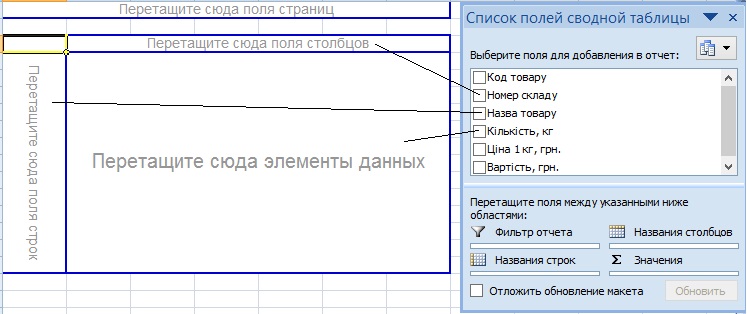 Перетащите сюда поля страниц
Перетащите сюда поля столбцов
Перетащите сюда поля строк
Перетащите сюда элементы данных
Список полей сводной таблицы
Выберите поля для добавления в отчет:
Код товару
Номер складу
Назва товару
Кількість, кг
Ціна 1 кг, грн.
Вартість, грн.
Перетащите поля между указанными ниже
областями:
Фильтр отчета
Названия столбцов
Названия строк
Σ Значения
Отложить обновление макета
Обновить